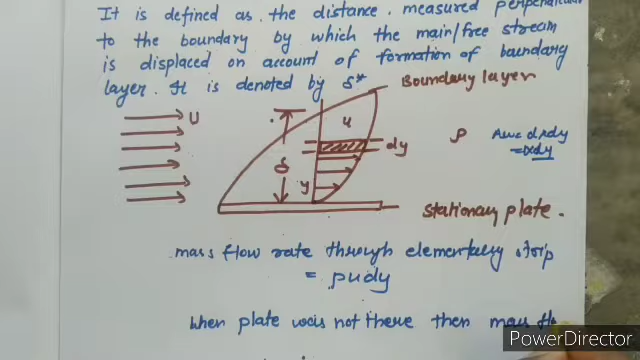 It is defined as the distance measured perpendicular
to the boundary by which the main/free stream
is displaced on account of formation of boundary
layer. It is denoted by δ*
Boundary layer
U
u
dy
ρ
δ
y
Stationary plate.
mass flow rate through elementary strip
= ρudy
when plate was not there then mass
PowerDirector